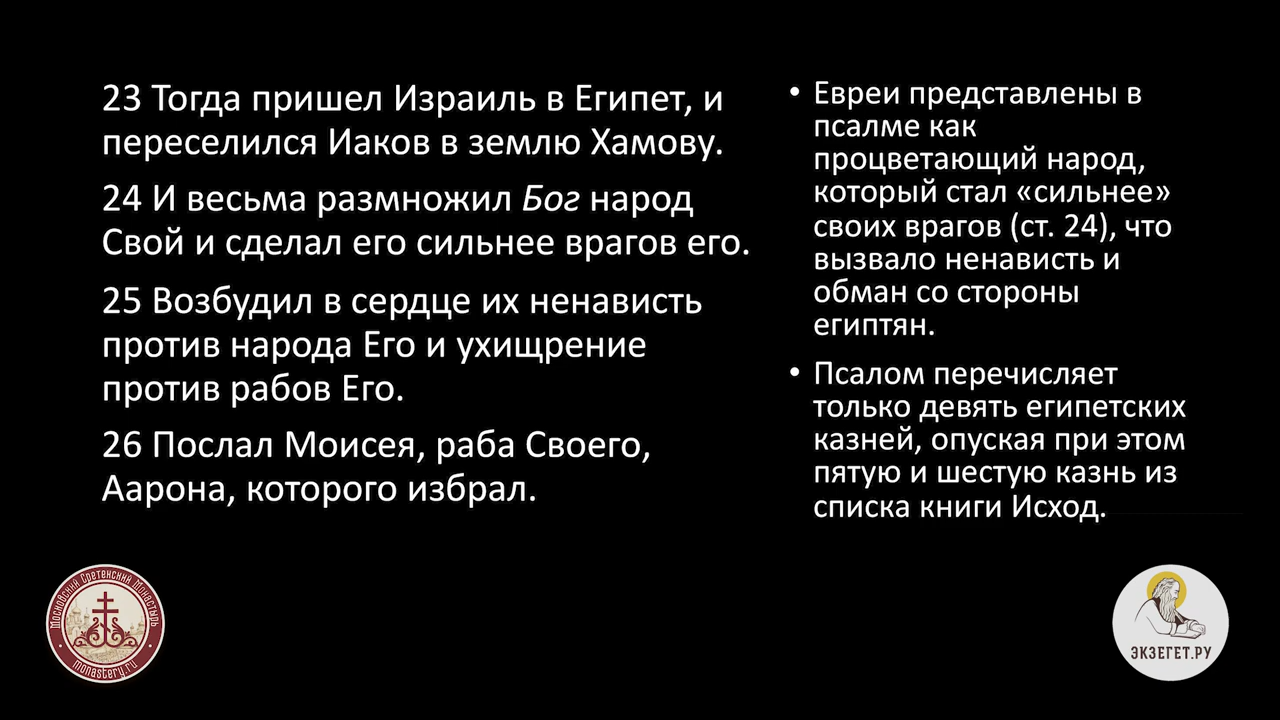 23 Тогда пришел Израиль в Египет, и
переселился Иаков в землю Хамову.
24 И весьма размножил Бог народ
Свой и сделал его сильнее врагов его.
25 Возбудил в сердце их ненависть
против народа Его и ухищрение
против рабов Его.
26 Послал Моисея, раба Своего,
Аарона, которого избрал.
• Евреи представлены в
псалме как
процветающий народ,
который стал «сильнее»
своих врагов (ст. 24), что
вызвало ненависть и
обман со стороны
египтян.
• Псалом перечисляет
только девять египетских
казней, опуская при этом
пятую и шестую казнь из
списка книги Исход.
Московский Сретенский Монастырь
monastery.ru
ЭКЗЕГЕТ.РУ